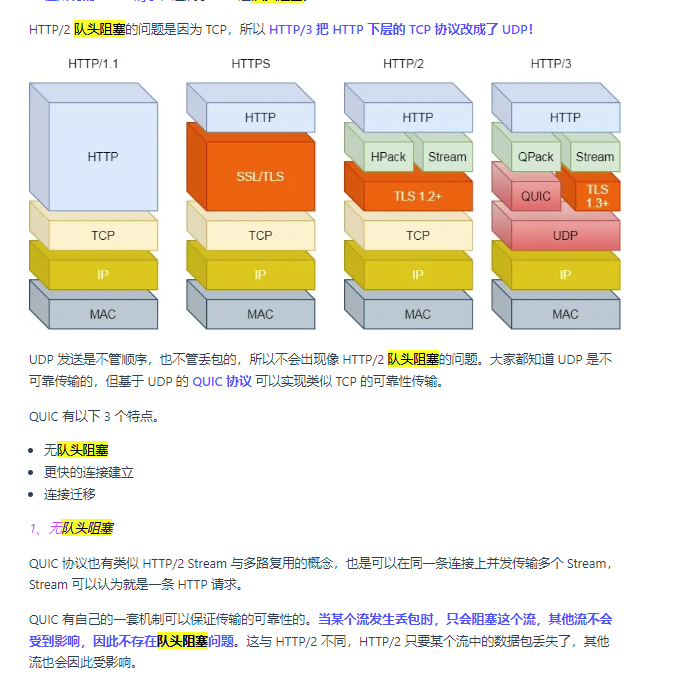 HTTP/2 队头阻塞的问题是因为 TCP，所以 HTTP/3 把 HTTP 下层的 TCP 协议改成了 UDP！
HTTP/1.1 HTTPS HTTP/2 HTTP/3
HTTP HTTP HTTP HTTP
SSL/TLS HPack Stream QPack Stream
TLS 1.2+ QUIC TLS 1.3+
TCP TCP TCP UDP
IP IP IP IP
MAC MAC MAC MAC
UDP 发送是不管顺序，也不管丢包的，所以不会出现像 HTTP/2 队头阻塞的问题。大家都知道 UDP 是不
可靠传输的，但基于 UDP 的 QUIC 协议 可以实现类似 TCP 的可靠性传输。
QUIC 有以下 3 个特点。
无队头阻塞
更快的连接建立
连接迁移
1、无队头阻塞
QUIC 协议也有类似 HTTP/2 Stream 与多路复用的概念，也是可以在同一条连接上并发传输多个 Stream，
Stream 可以认为就是一条 HTTP 请求。
QUIC 有自己的一套机制可以保证传输的可靠性的。当某个流发生丢包时，只会阻塞这个流，其他流不会
受到影响，因此不存在队头阻塞问题。这与 HTTP/2 不同，HTTP/2 只要某个流中的数据包丢失了，其他
流也会因此受影响。